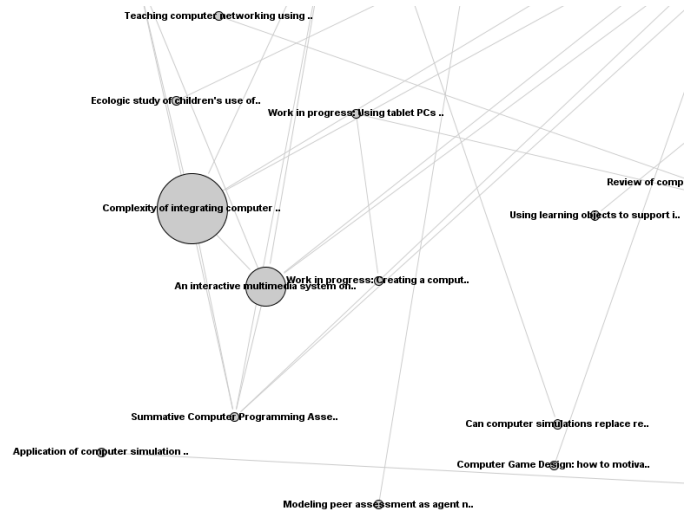 Teaching computer networking using ..
Ecologic study of children's use of..
Work in progress: Using tablet PCs ..
Review of comp
Complexity of integrating computer ..
Using learning objects to support i..
Work in progress: Creating a comput..
An interactive multimedia system on..
Summative Computer Programming Asse..
Can computer simulations replace re..
Application of computer simulation ..
Computer Game Design: how to motiva..
Modeling peer assessment as agent n..